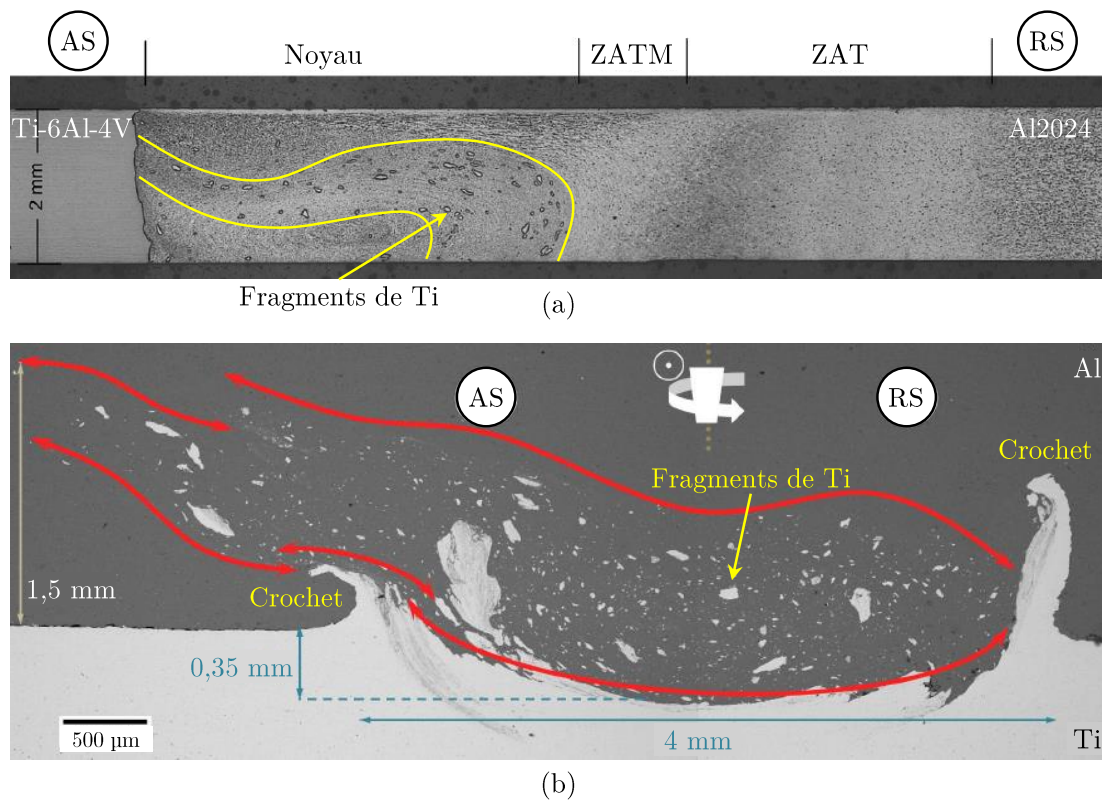 AS
Noyau
ZATM
ZAT
RS
Ti-6Al-4V
Al2024
2 mm
Fragments de Ti
(a)
Al
AS
RS
Crochet
Fragments de Ti
1,5 mm
Crochet
0,35 mm
500 µm
4 mm
Ti
(b)